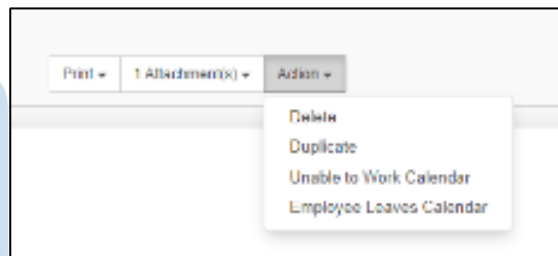 Print 1 Attachment(s) Action
Delete
Duplicate
Unable to Work Calendar
Employee Leaves Calendar